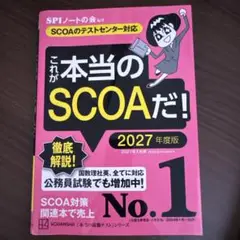 SPIノートの会
SCOAのテストセンター対応
これが
本当の
SCOAだ!
2027年度版
徹底
解説!
国数理社英、全てに対応
公務員試験でも増加中!
SCOA対策
関連本で売上
No.1